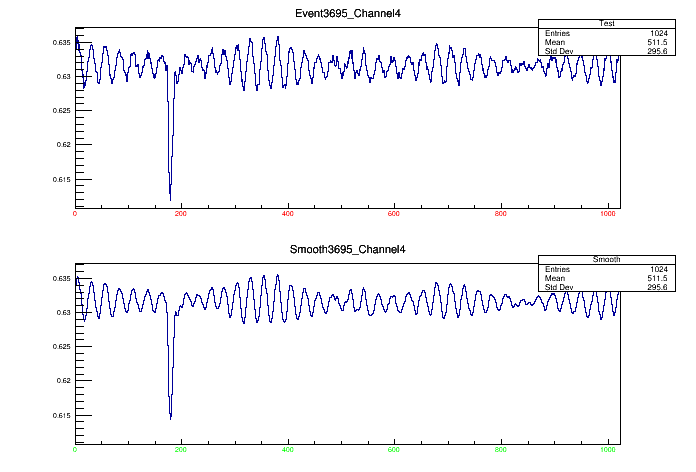 Event3695_Channel4
Test
Entries 1024
Mean 511.5
Std Dev 295.6
0.635
0.63
0.625
0.62
0.615
0 200 400 600 800 1000
Smooth3695_Channel4
Smooth
Entries 1024
Mean 511.5
Std Dev 295.6
0.635
0.63
0.625
0.62
0.615
0 200 400 600 800 1000